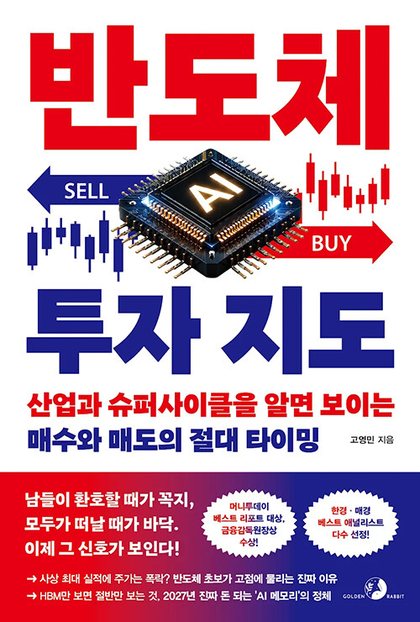 반도체
SELL
AI
BUY
투자 지도
산업과 슈퍼사이클을 알면 보이는
매수와 매도의 절대 타이밍
고영민 지음
남들이 환호할 때가 꼭지,
모두가 떠날 때가 바닥.
이제 그 신호가 보인다!
머니투데이
베스트 리포트 대상,
금융감독원장상
수상!
한경·매경
베스트 애널리스트
다수 선정!
→ 사상 최대 실적에 주가는 폭락? 반도체 초보가 고점에 물리는 진짜 이유
→ HBM만 보면 절반만 보는 것, 2027년 진짜 돈 되는 'AI 메모리'의 정체
GOLDEN RABBIT